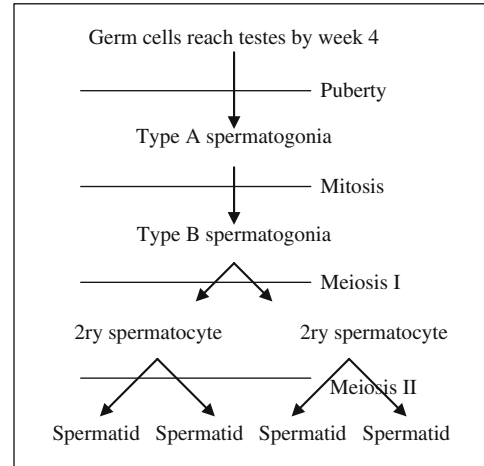 Germ cells reach testes by week 4
Puberty
Type A spermatogonia
Mitosis
Type B spermatogonia
Meiosis I
2ry spermatocyte 2ry spermatocyte
Meiosis II
Spermatid Spermatid Spermatid Spermatid